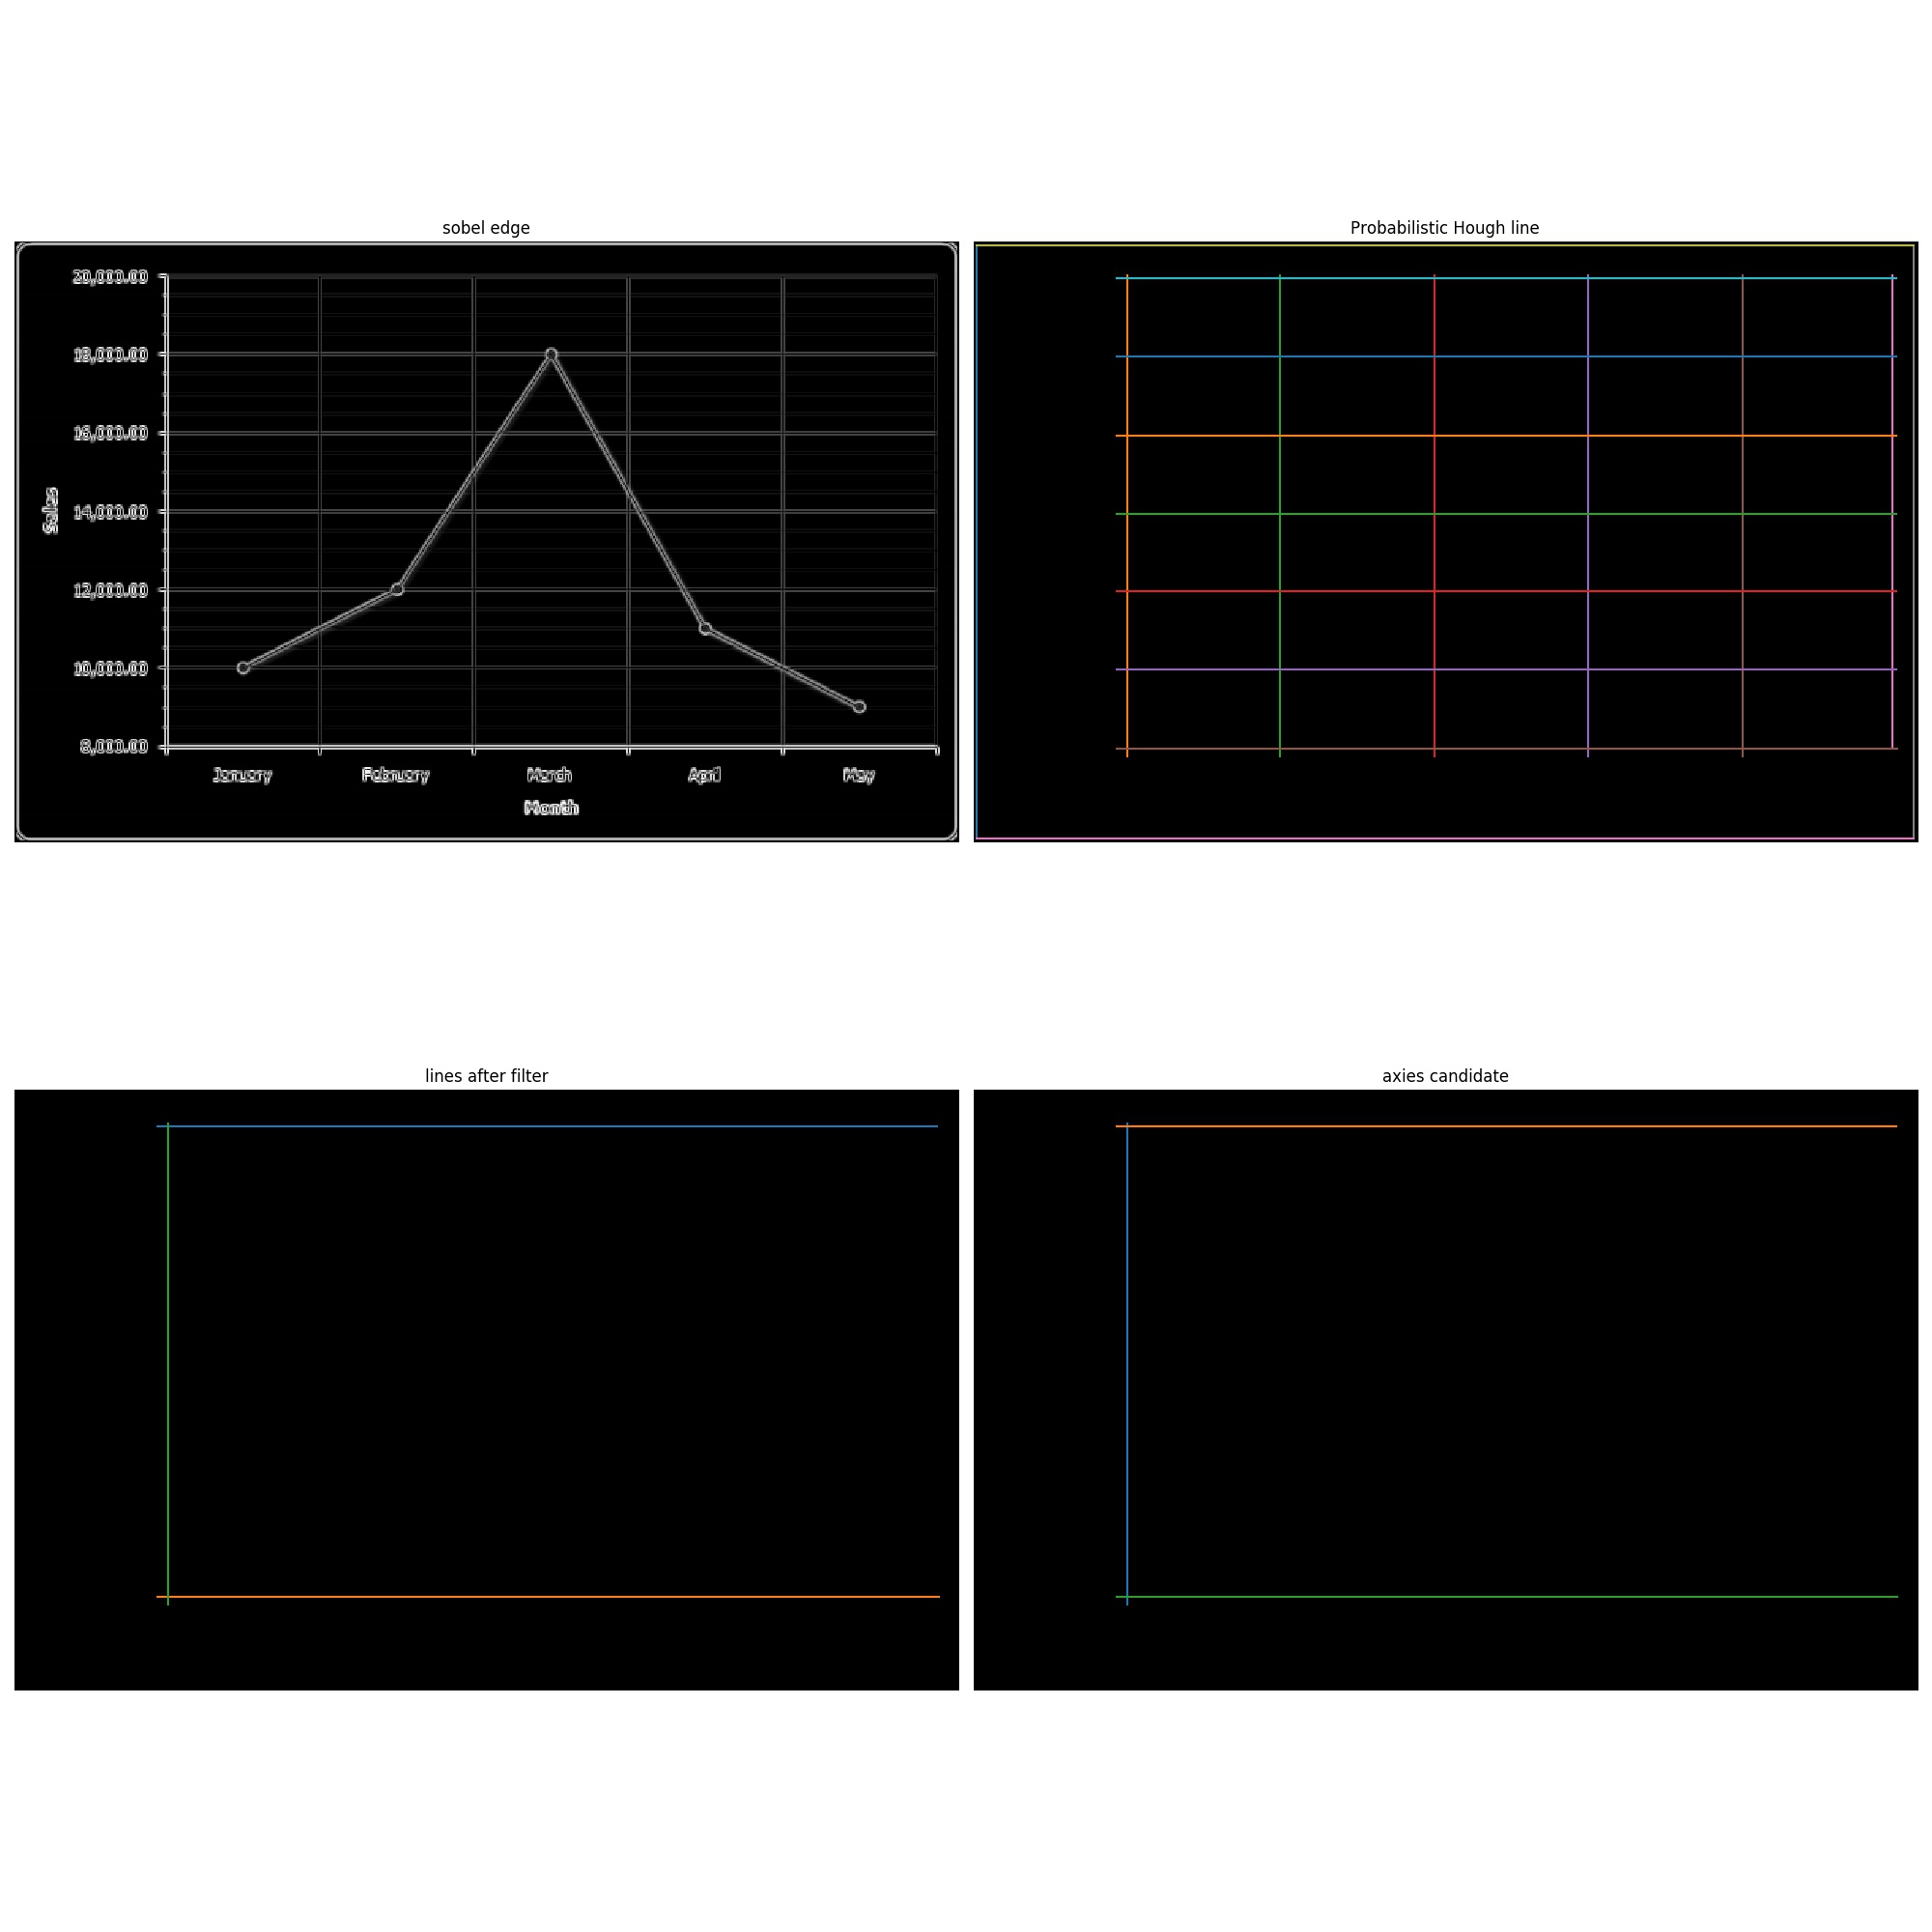 sobel edge
20,000.00
18,000.00
16,000.00
14,000.00
12,000.00
10,000.00
8,000.00
Sales
January February March April May
Month
Probabilistic Hough line
lines after filter
axies candidate